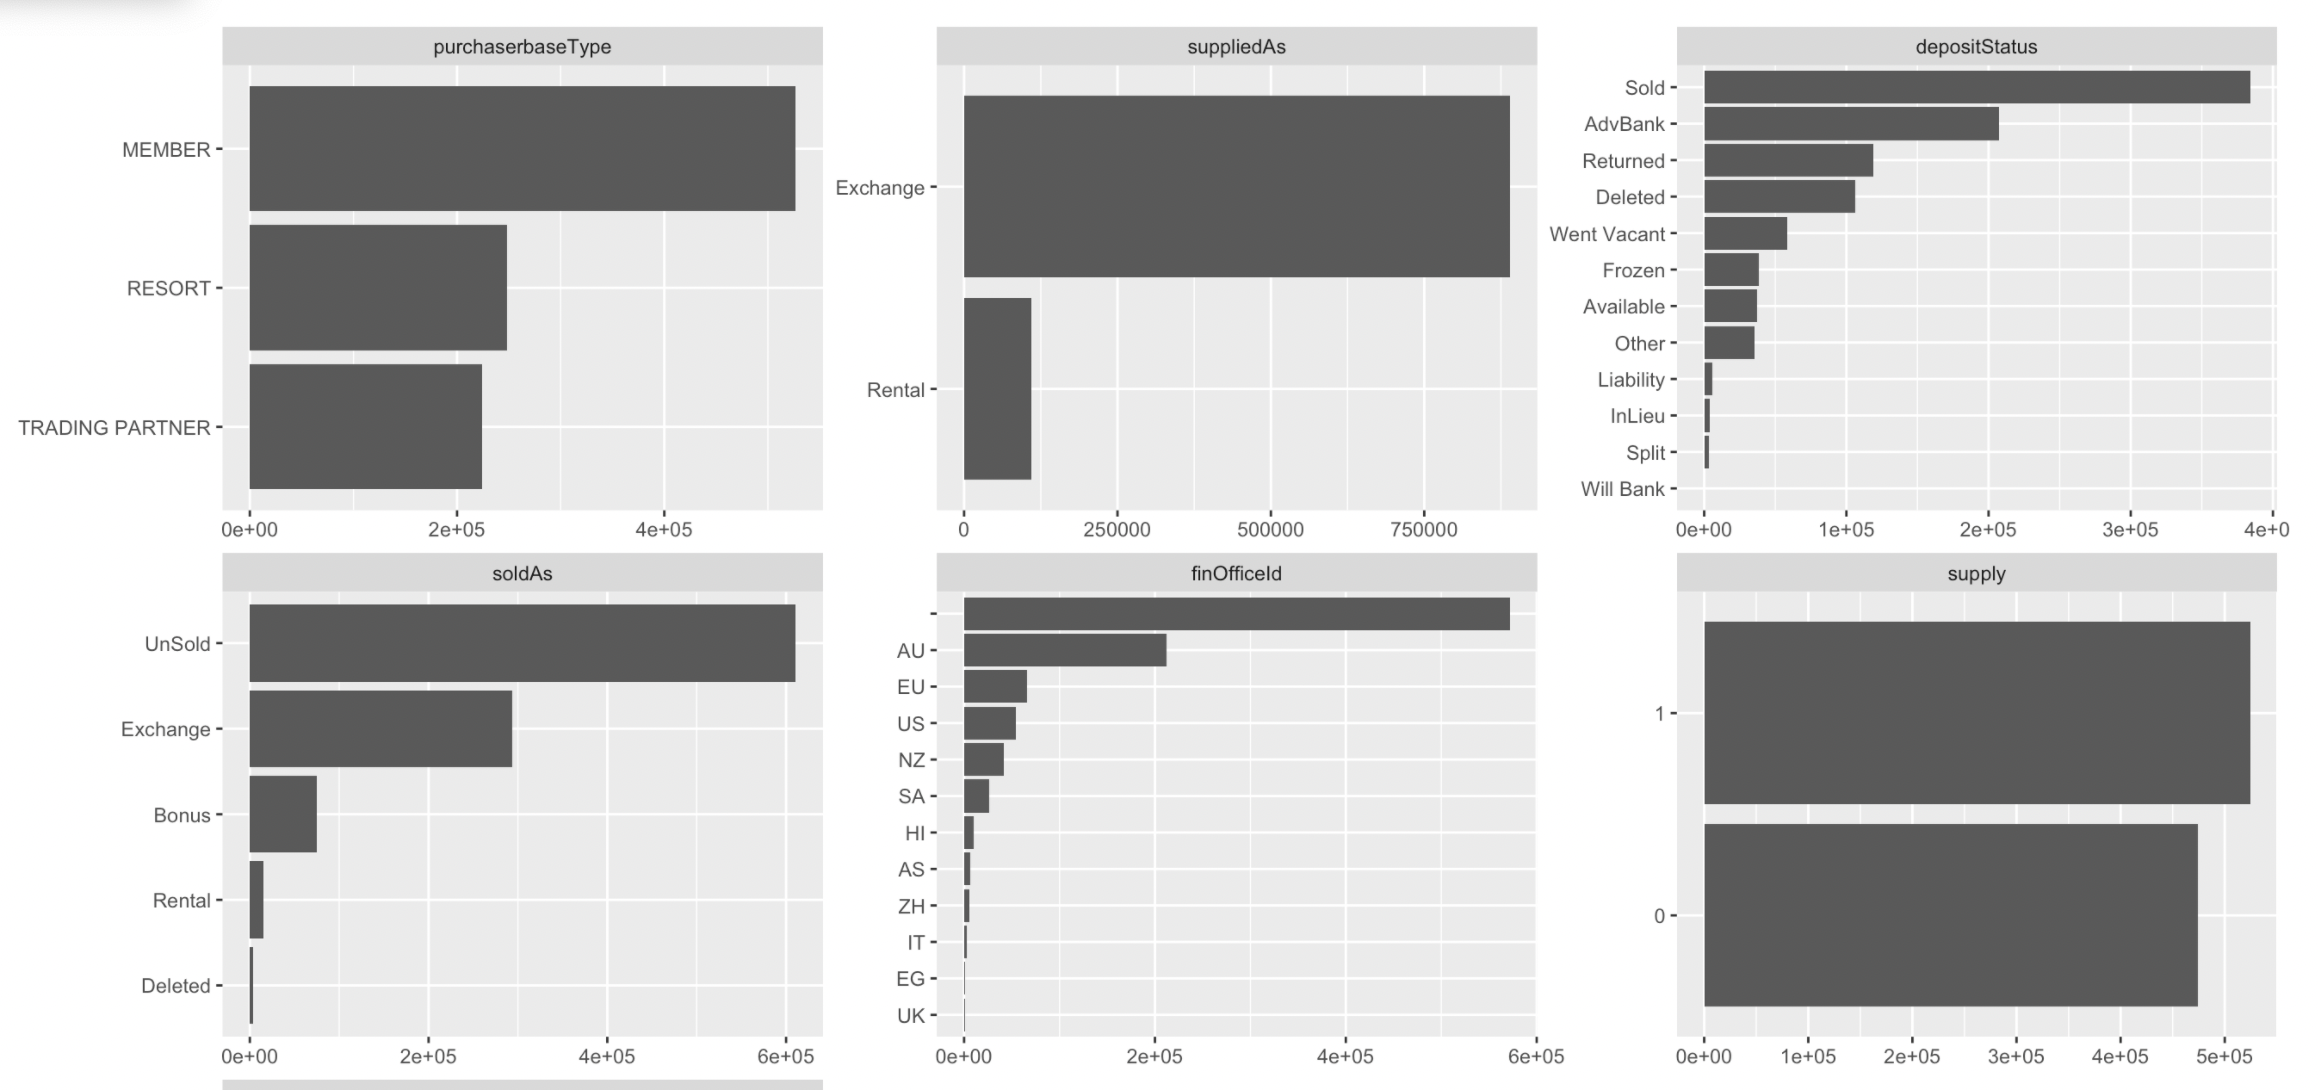 purchaserbaseType
MEMBER
RESORT
TRADING PARTNER
0e+00 2e+05 4e+05
suppliedAs
Exchange
Rental
0 250000 500000 750000
depositStatus
Sold
AdvBank
Returned
Deleted
Went Vacant
Frozen
Available
Other
Liability
InLieu
Split
Will Bank
0e+00 1e+05 2e+05 3e+05 4e+0
soldAs
UnSold
Exchange
Bonus
Rental
Deleted
0e+00 2e+05 4e+05 6e+05
finOfficeId
AU
EU
US
NZ
SA
HI
AS
ZH
IT
EG
UK
0e+00 2e+05 4e+05 6e+05
supply
1
0
0e+00 1e+05 2e+05 3e+05 4e+05 5e+05